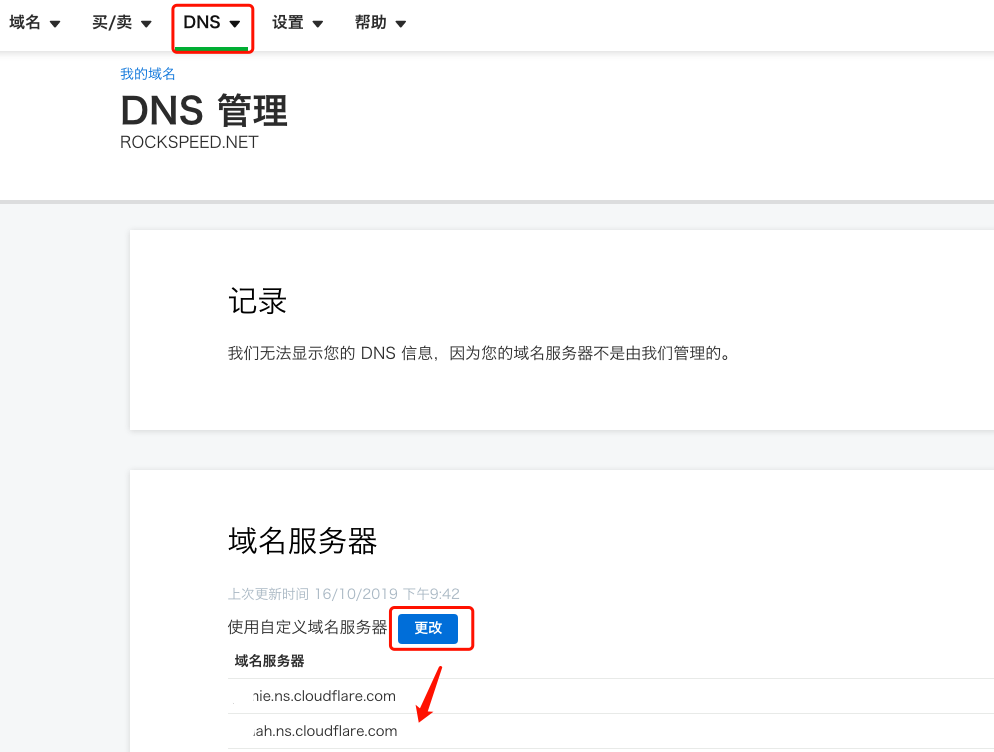 域名 买/卖 DNS 设置 帮助
我的域名
DNS 管理
ROCKSPEED.NET
记录
我们无法显示您的 DNS 信息，因为您的域名服务器不是由我们管理的。
域名服务器
上次更新时间 16/10/2019 下午9:42
使用自定义域名服务器 更改
域名服务器
nie.ns.cloudflare.com
ah.ns.cloudflare.com